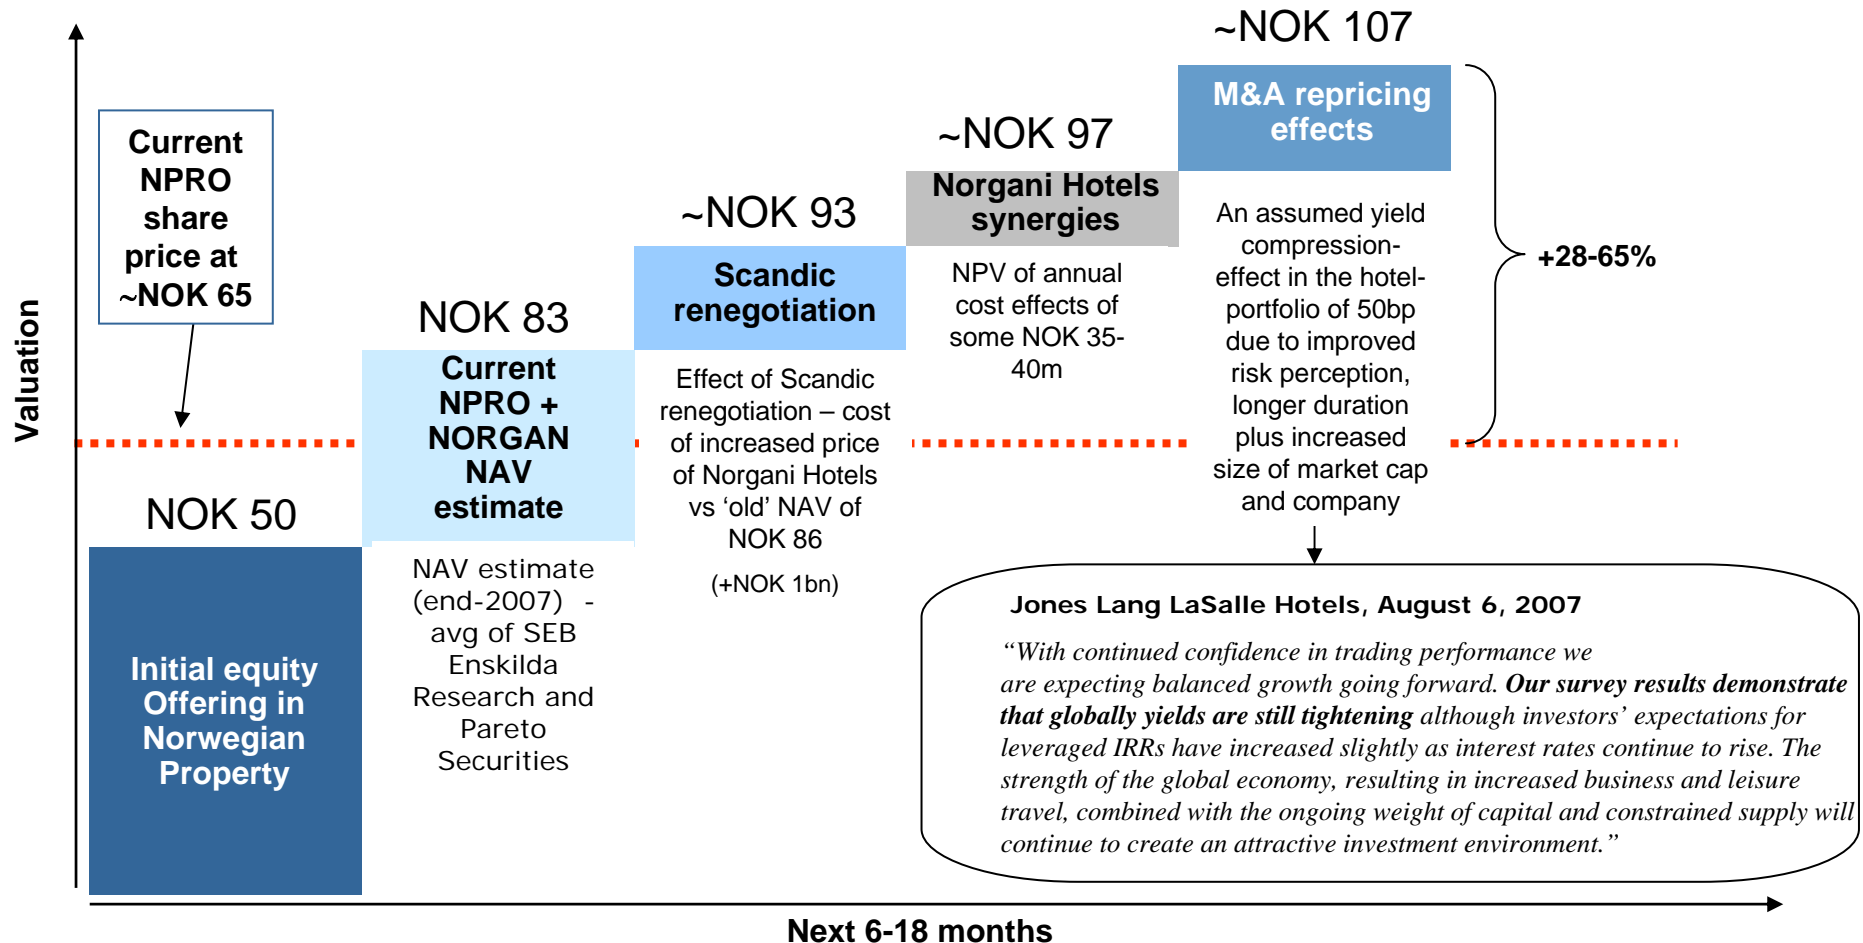 Valuation
Current
NPRO
share
price at
~NOK 65
NOK 50
Initial equity
Offering in
Norwegian
Property
NOK 83
Current
NPRO +
NORGAN
NAV
estimate
NAV estimate
(end-2007) -
avg of SEB
Enskilda
Research and
Pareto
Securities
~NOK 93
Scandic
renegotiation
Effect of Scandic
renegotiation – cost
of increased price
of Norgani Hotels
vs ‘old’ NAV of
NOK 86
(+NOK 1bn)
~NOK 97
Norgani Hotels
synergies
NPV of annual
cost effects of
some NOK 35-
40m
~NOK 107
M&A repricing
effects
An assumed yield
compression-
effect in the hotel-
portfolio of 50bp
due to improved
risk perception,
longer duration
plus increased
size of market cap
and company
+28-65%
Jones Lang LaSalle Hotels, August 6, 2007
“With continued confidence in trading performance we
are expecting balanced growth going forward. Our survey results demonstrate
that globally yields are still tightening although investors’ expectations for
leveraged IRRs have increased slightly as interest rates continue to rise. The
strength of the global economy, resulting in increased business and leisure
travel, combined with the ongoing weight of capital and constrained supply will
continue to create an attractive investment environment.”
Next 6-18 months